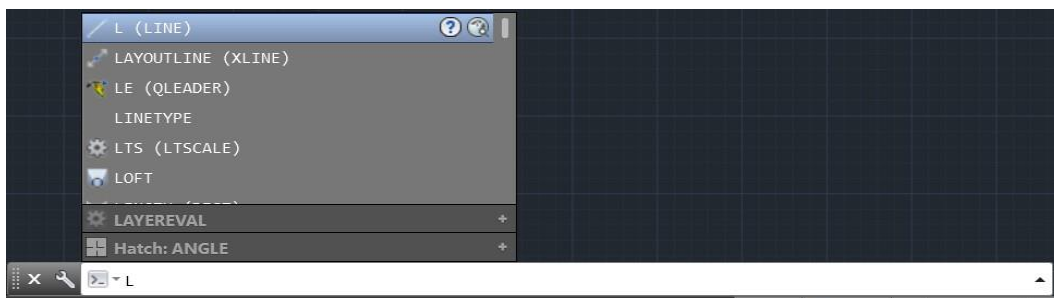 L (LINE)
LAYOUTLINE (XLINE)
LE (QLEADER)
LINETYPE
LTS (LTSCALE)
LOFT
LAYEREVAL
Hatch: ANGLE
L